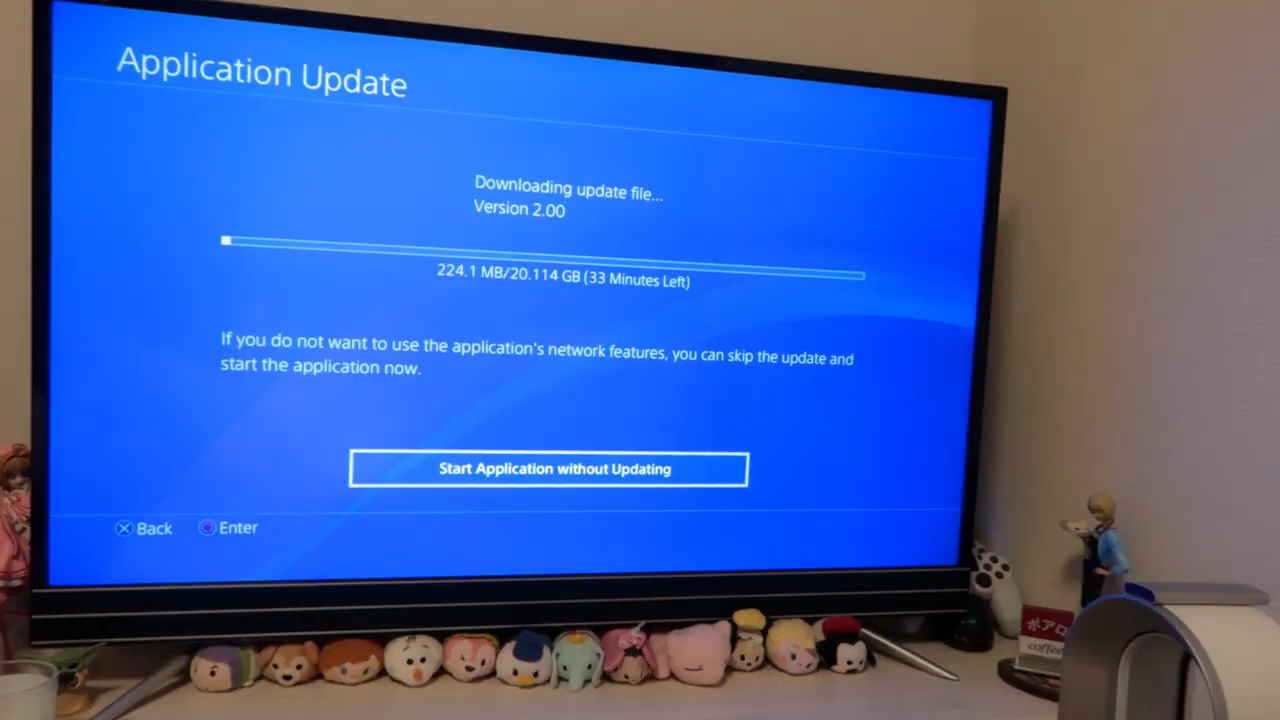 Application Update
Downloading update file...
Version 2.00
224.1 MB/20.114 GB (33 Minutes Left)
If you do not want to use the application's network features, you can skip the update and
start the application now.
Start Application without Updating
Back Enter
ポアロ
coffee